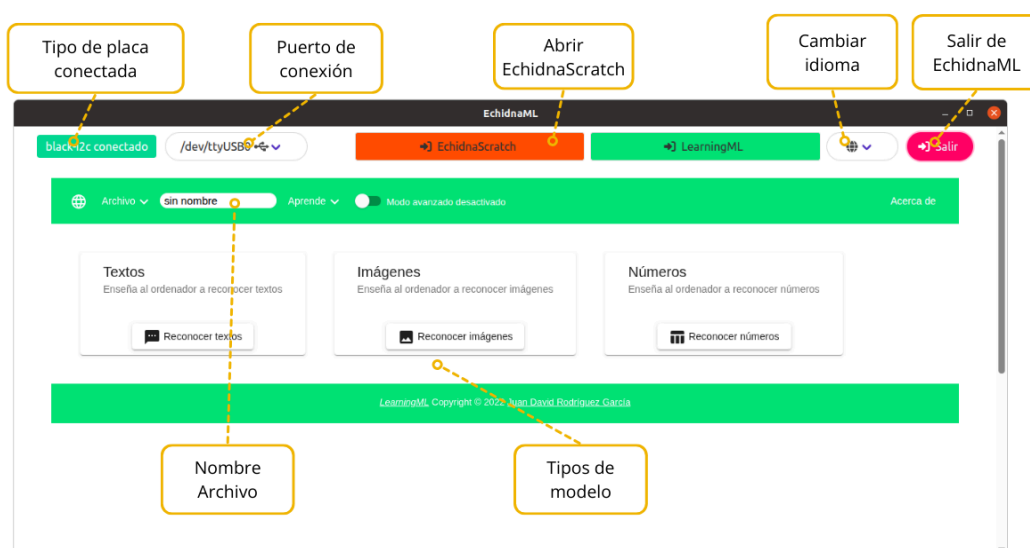 Tipo de placa
conectada
Puerto de
conexión
Abrir
EchidnaScratch
Cambiar
idioma
Salir de
EchidnaML
EchidnaML
black-i2c conectado
/dev/ttyUSB0
EchidnaScratch
LearningML
Salir
Archivo
sin nombre
Aprende
Modo avanzado desactivado
Acerca de
Textos
Enseña al ordenador a reconocer textos
Reconocer textos
Imágenes
Enseña al ordenador a reconocer imágenes
Reconocer imágenes
Números
Enseña al ordenador a reconocer números
Reconocer números
LearningML Copyright © 2022 Juan David Rodríguez García
Nombre
Archivo
Tipos de
modelo